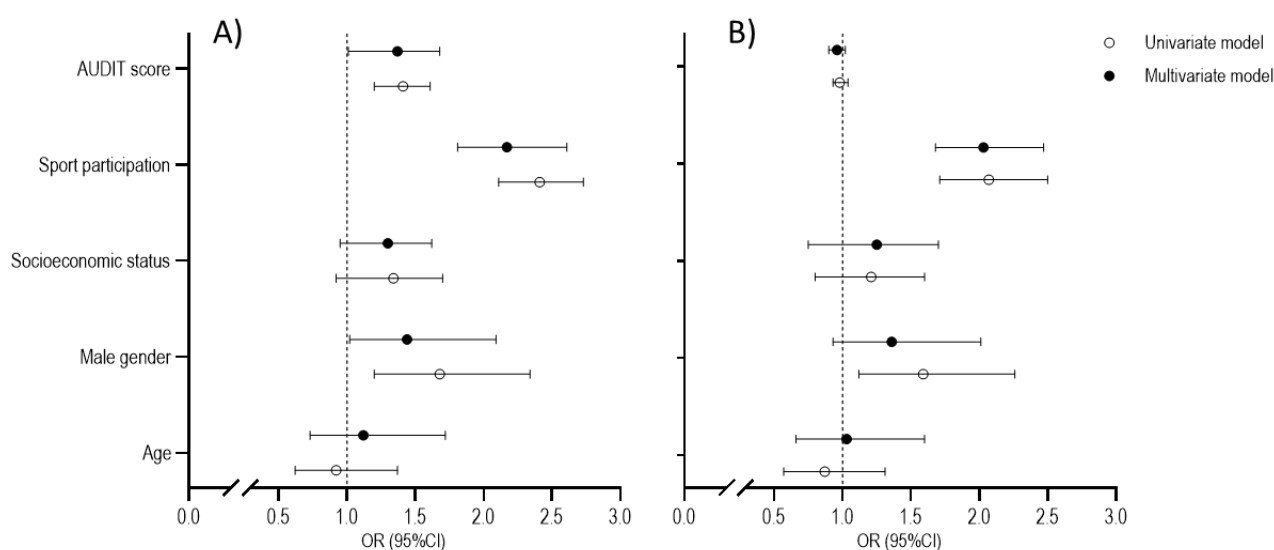 A)
B)
Univariate model
Multivariate model
AUDIT score
Sport participation
Socioeconomic status
Male gender
Age
0.0 0.5 1.0 1.5 2.0 2.5 3.0
OR (95%CI)
0.0 0.5 1.0 1.5 2.0 2.5 3.0
OR (95%CI)